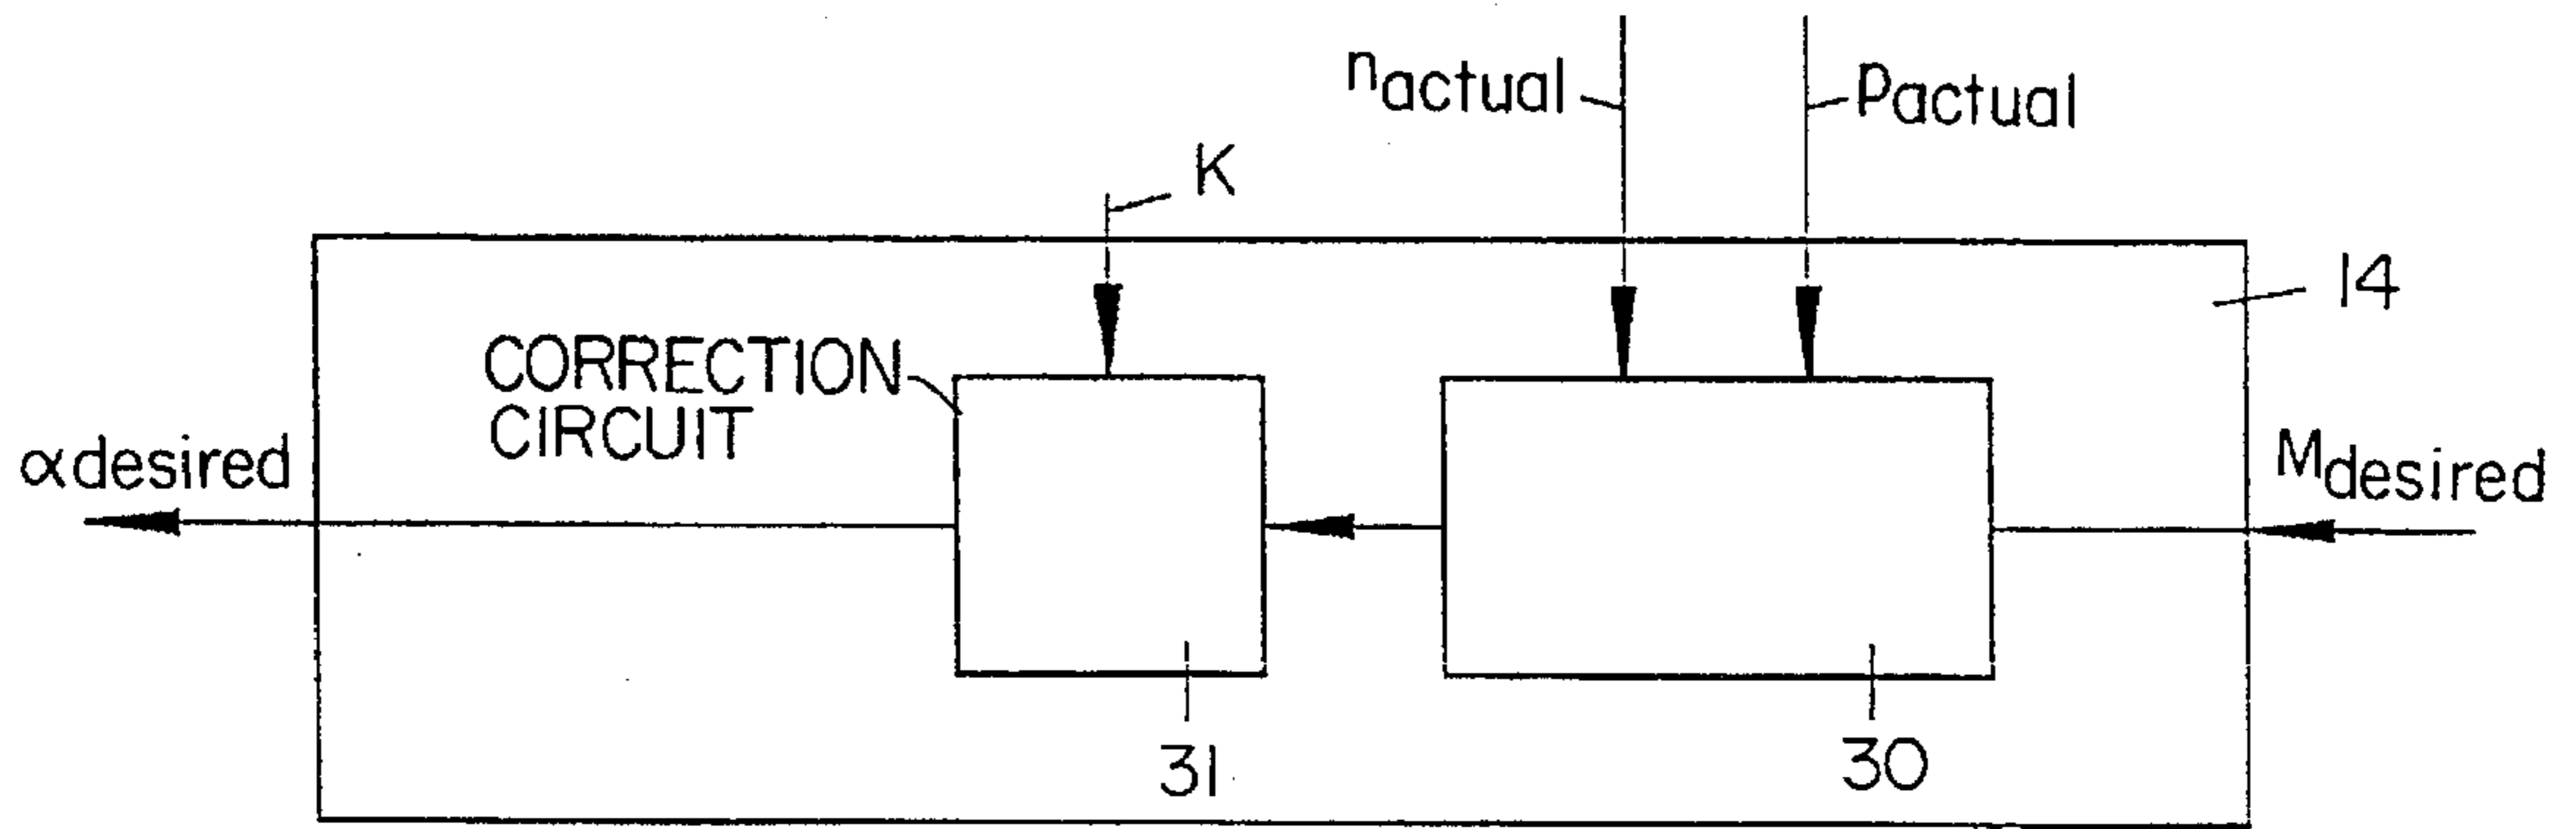 nactual
pactual
K
14
CORRECTION
CIRCUIT
αdesired
Mdesired
31
30